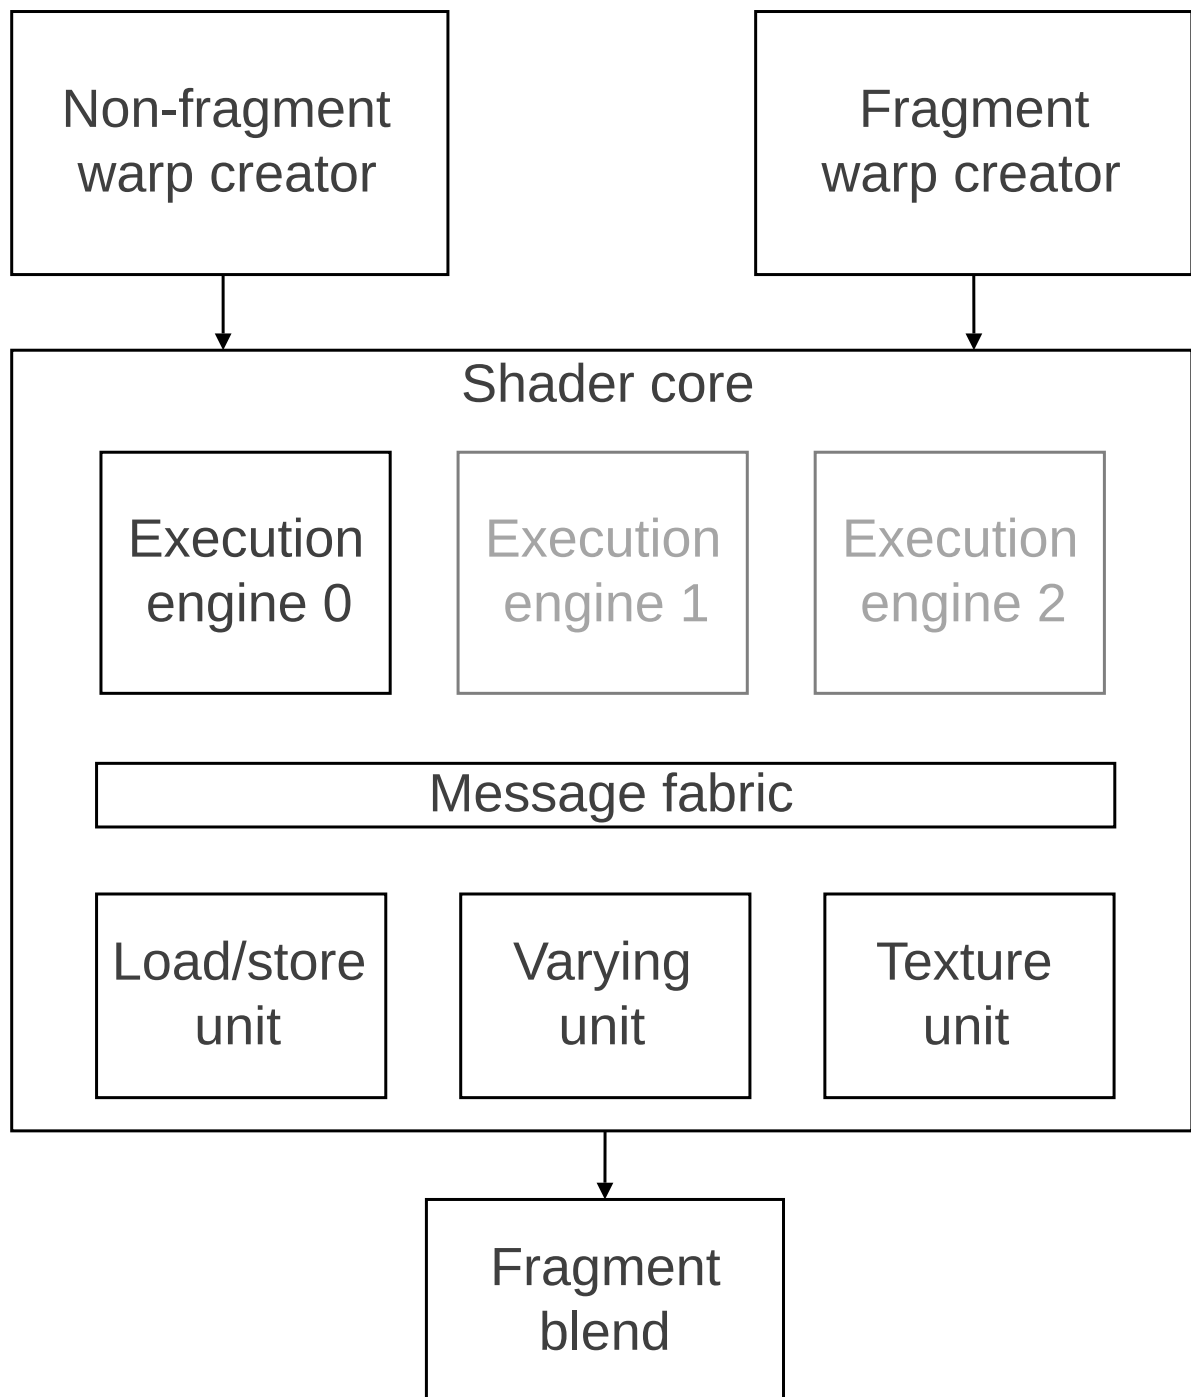 Non-fragment
warp creator
Fragment
warp creator
Shader core
Execution
engine 0
Execution
engine 1
Execution
engine 2
Message fabric
Load/store
unit
Varying
unit
Texture
unit
Fragment
blend